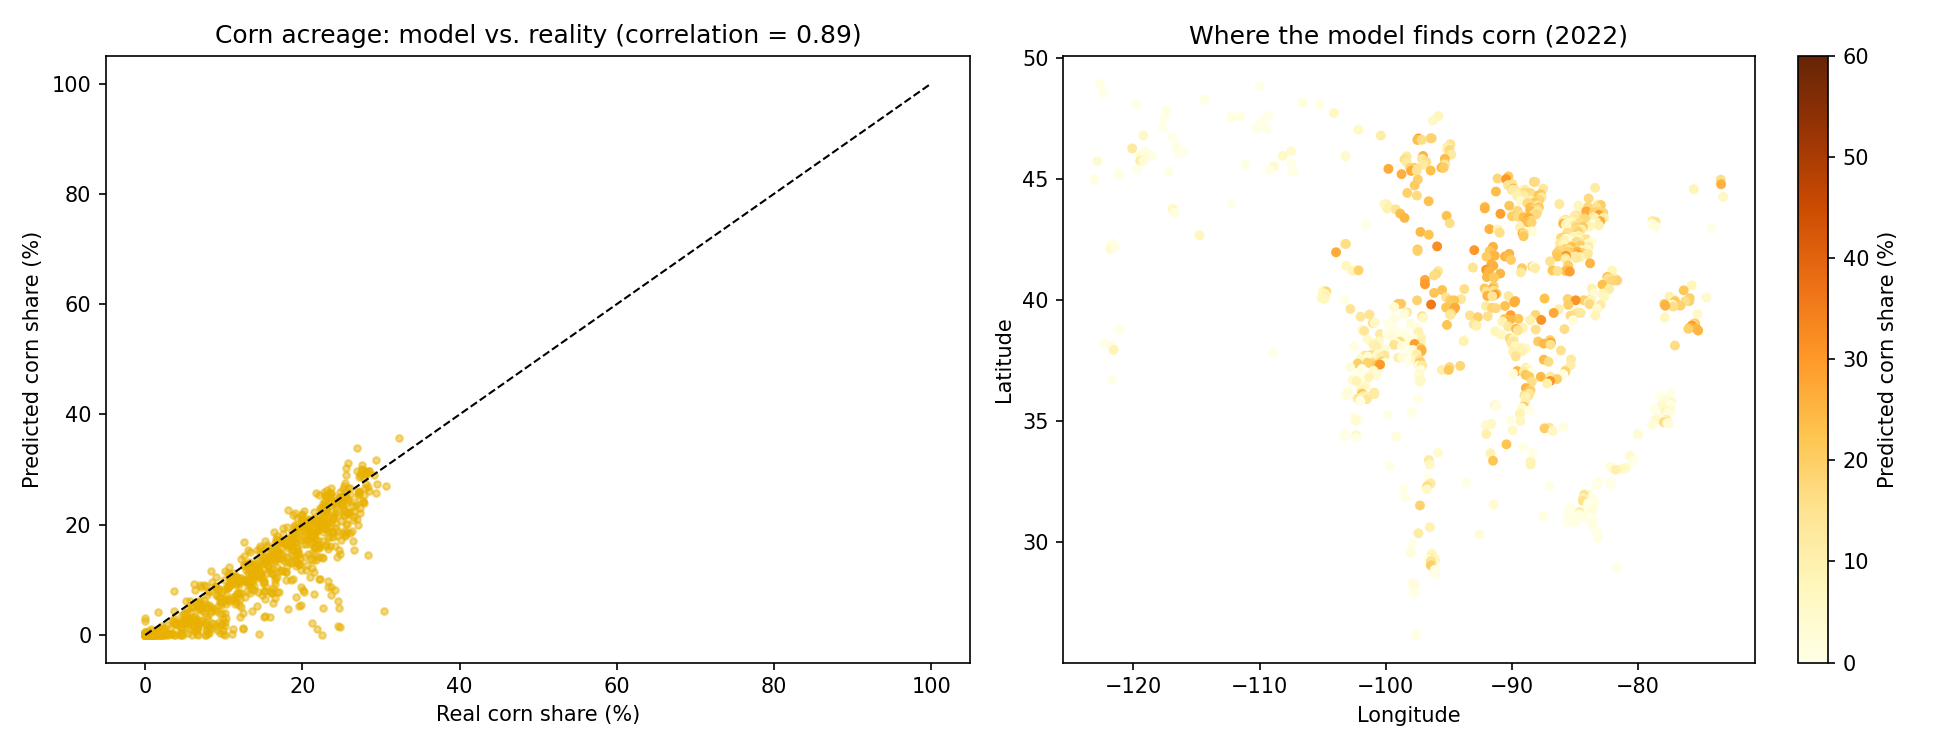 Corn acreage: model vs. reality (correlation = 0.89)
100
80
60
40
20
0
Predicted corn share (%)
0 20 40 60 80 100
Real corn share (%)
Where the model finds corn (2022)
50
45
40
35
30
Latitude
−120 −110 −100 −90 −80
Longitude
60
50
40
30
20
10
0
Predicted corn share (%)